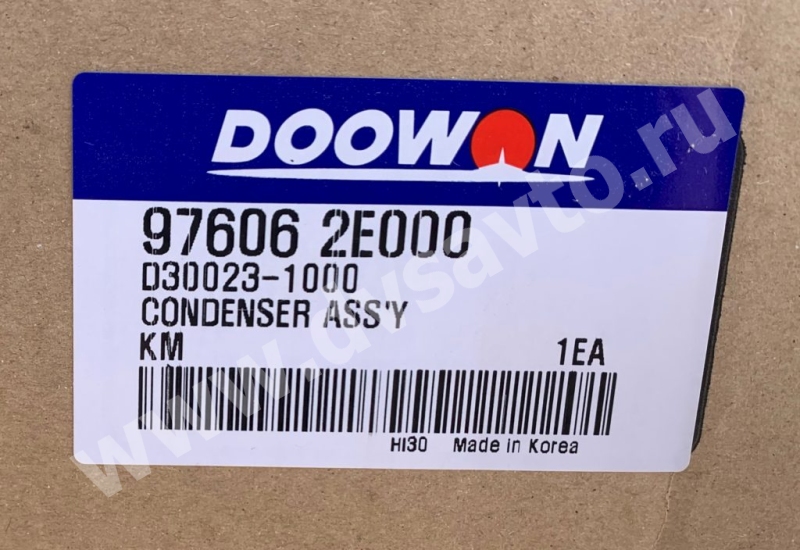 DOOWON
97606 2E000
D30023-1000
CONDENSER ASS'Y
KM 1EA
HI30 Made in Korea
www.dvsavto.ru